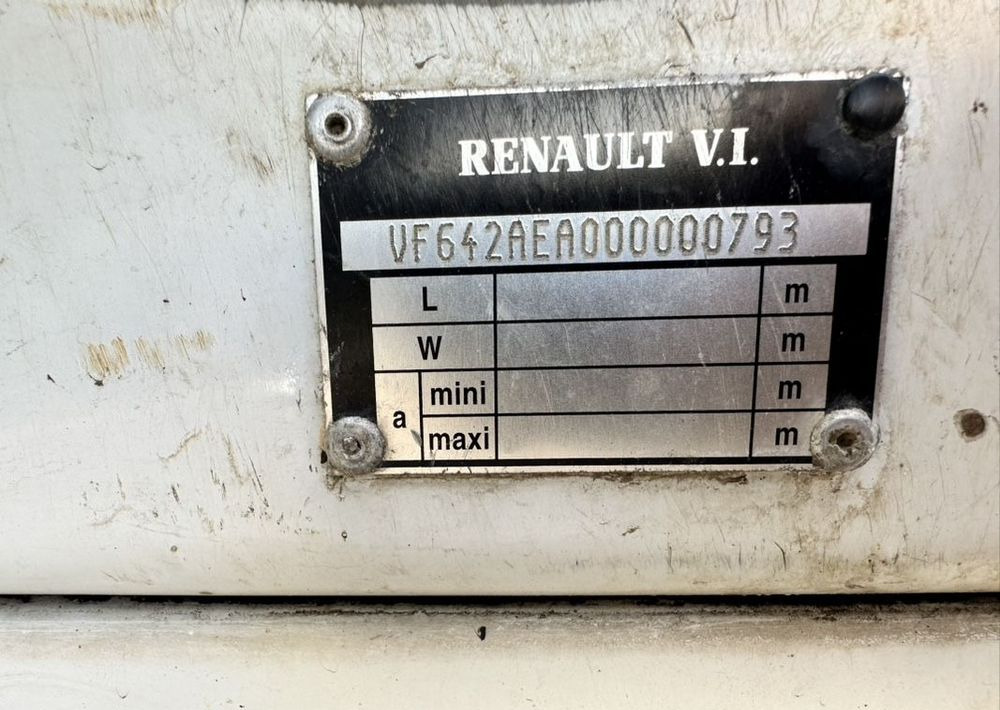 RENAULT V.I.
VF642AEA000000793
L m
W m
a mini m
maxi m